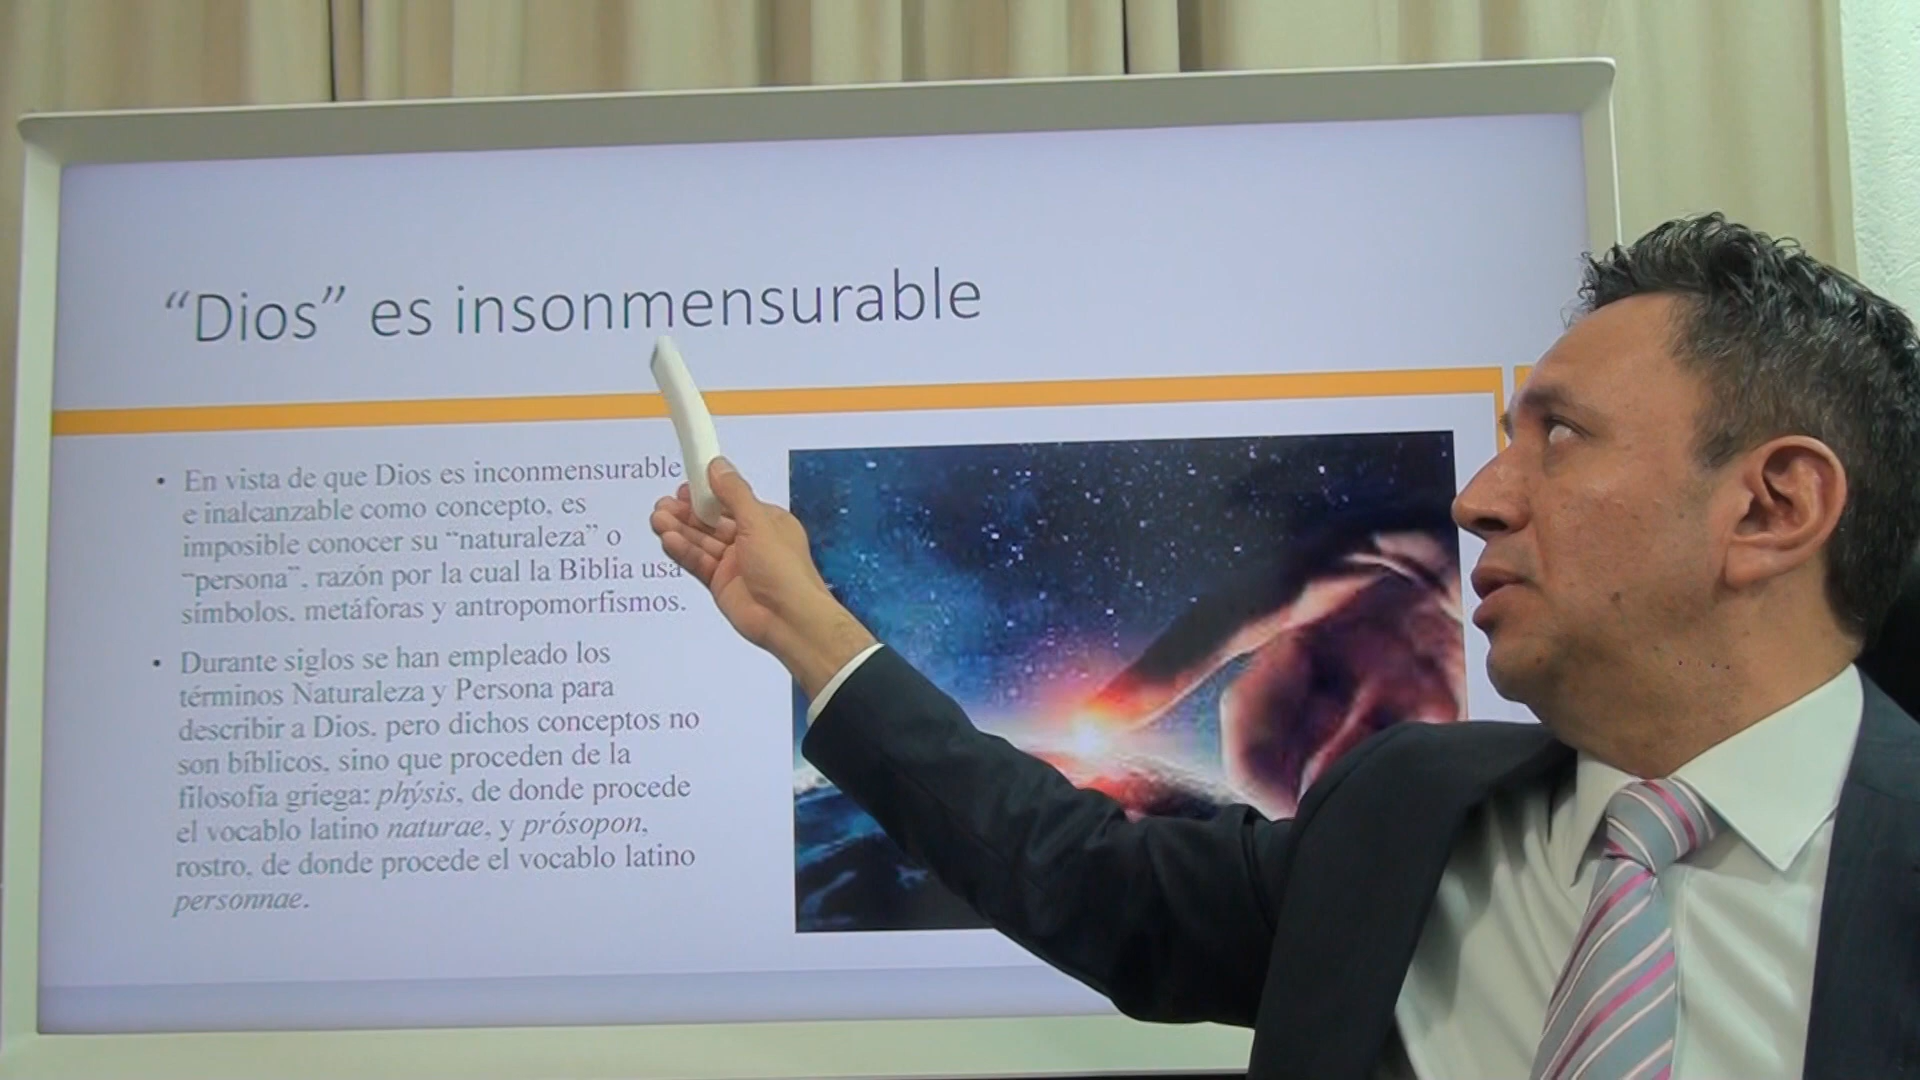 “Dios” es insonmensurable
• En vista de que Dios es inconmensurable
e inalcanzable como concepto, es
imposible conocer su “naturaleza” o
“persona”, razón por la cual la Biblia usa
símbolos, metáforas y antropomorfismos.
• Durante siglos se han empleado los
términos Naturaleza y Persona para
describir a Dios, pero dichos conceptos no
son bíblicos, sino que proceden de la
filosofía griega: phýsis, de donde procede
el vocablo latino naturae, y prósopon,
rostro, de donde procede el vocablo latino
personnae.